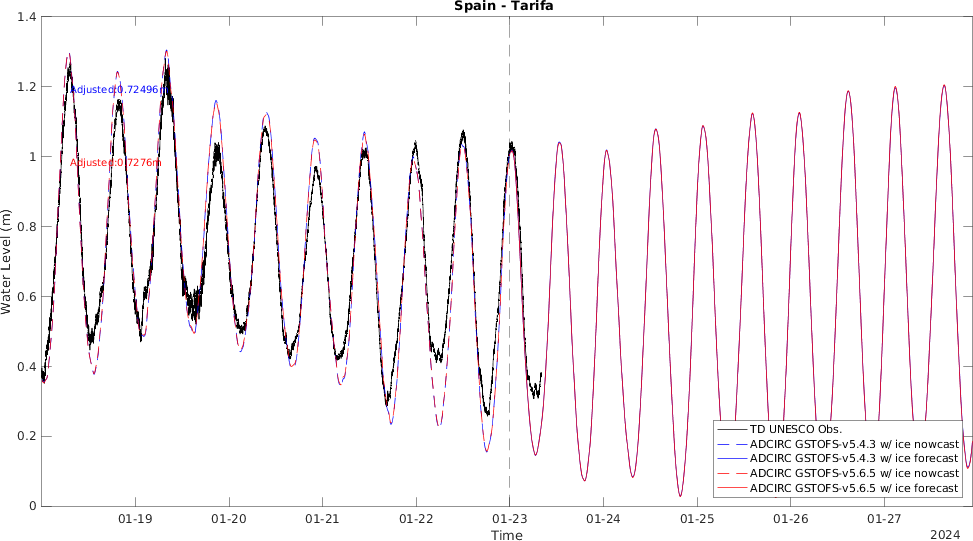 Spain - Tarifa
1.4
1.2
1
0.8
0.6
0.4
0.2
0
Water Level (m)
Adjusted:0.72496m
Adjusted:0.7276m
TD UNESCO Obs.
ADCIRC GSTOFS-v5.4.3 w/ ice nowcast
ADCIRC GSTOFS-v5.4.3 w/ ice forecast
ADCIRC GSTOFS-v5.6.5 w/ ice nowcast
ADCIRC GSTOFS-v5.6.5 w/ ice forecast
01-19 01-20 01-21 01-22 01-23 01-24 01-25 01-26 01-27
Time
2024